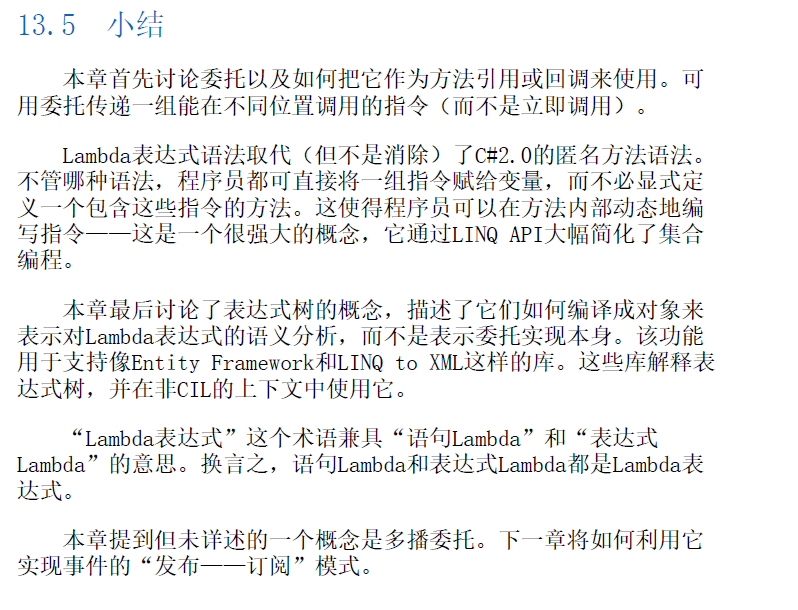 13.5 小结
本章首先讨论委托以及如何把它作为方法引用或回调来使用。可
用委托传递一组能在不同位置调用的指令（而不是立即调用）。
Lambda表达式语法取代（但不是消除）了C#2.0的匿名方法语法。
不管哪种语法，程序员都可直接将一组指令赋给变量，而不必显式定
义一个包含这些指令的方法。这使得程序员可以在方法内部动态地编
写指令——这是一个很强大的概念，它通过LINQ API大幅简化了集合
编程。
本章最后讨论了表达式树的概念，描述了它们如何编译成对象来
表示对Lambda表达式的语义分析，而不是表示委托实现本身。该功能
用于支持像Entity Framework和LINQ to XML这样的库。这些库解释表
达式树，并在非CIL的上下文中使用它。
“Lambda表达式”这个术语兼具“语句Lambda”和“表达式
Lambda”的意思。换言之，语句Lambda和表达式Lambda都是Lambda表
达式。
本章提到但未详述的一个概念是多播委托。下一章将如何利用它
实现事件的“发布——订阅”模式。